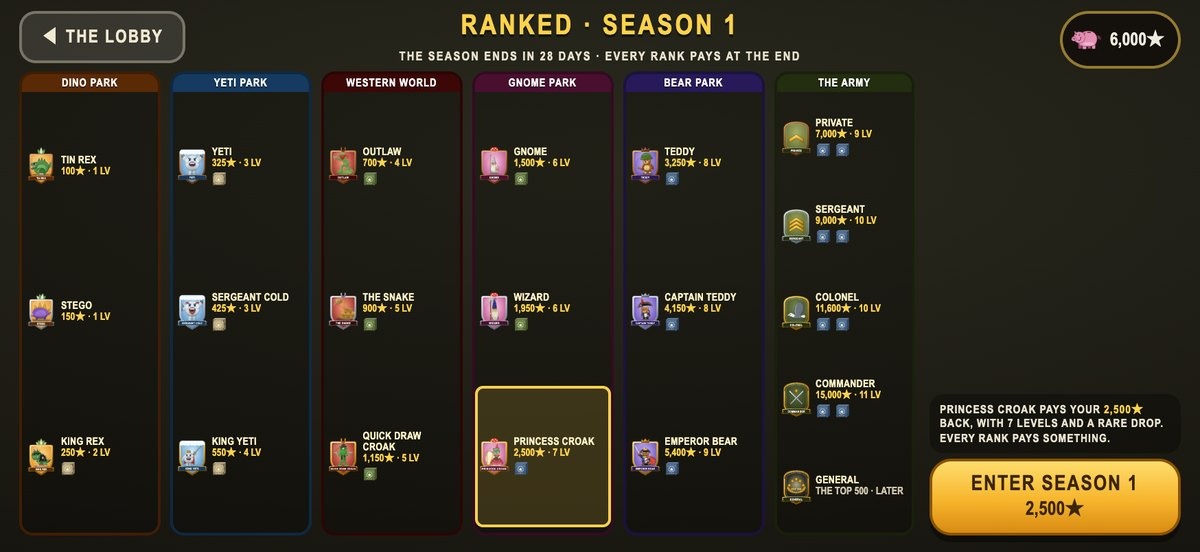 THE LOBBY
RANKED · SEASON 1
THE SEASON ENDS IN 28 DAYS · EVERY RANK PAYS AT THE END
6,000★
DINO PARK
TIN REX
100★ · 1 LV
STEGO
150★ · 1 LV
KING REX
250★ · 2 LV
YETI PARK
YETI
325★ · 3 LV
SERGEANT COLD
425★ · 3 LV
KING YETI
550★ · 4 LV
WESTERN WORLD
OUTLAW
700★ · 4 LV
THE SNAKE
900★ · 5 LV
QUICK DRAW
CROAK
1,150★ · 5 LV
GNOME PARK
GNOME
1,500★ · 6 LV
WIZARD
1,950★ · 6 LV
PRINCESS CROAK
2,500★ · 7 LV
BEAR PARK
TEDDY
3,250★ · 8 LV
CAPTAIN TEDDY
4,150★ · 8 LV
EMPEROR BEAR
5,400★ · 9 LV
THE ARMY
PRIVATE
7,000★ · 9 LV
SERGEANT
9,000★ · 10 LV
COLONEL
11,600★ · 10 LV
COMMANDER
15,000★ · 11 LV
GENERAL
THE TOP 500 · LATER
PRINCESS CROAK PAYS YOUR 2,500★
BACK, WITH 7 LEVELS AND A RARE DROP.
EVERY RANK PAYS SOMETHING.
ENTER SEASON 1
2,500★